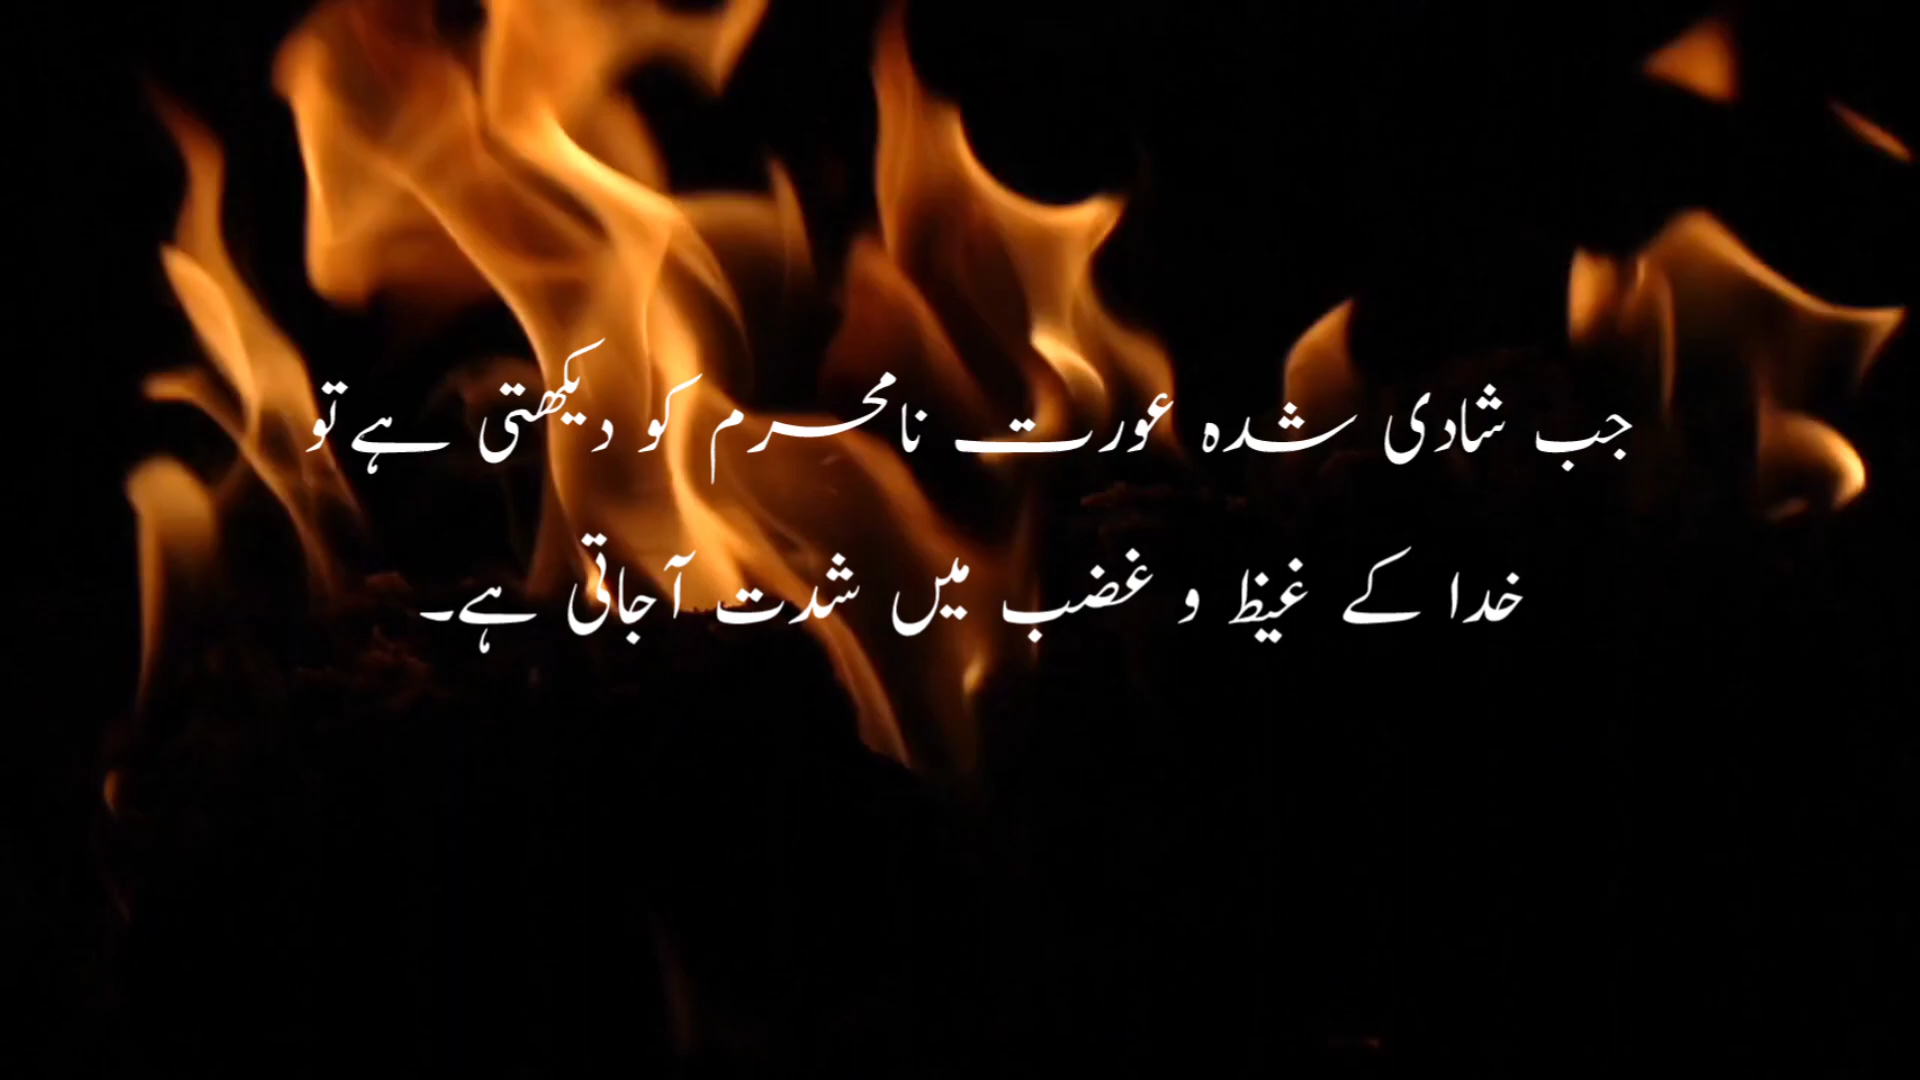 جب شادی شدہ عورت نامحرم کو دیکھتی ہے تو
خدا کے غیظ و غضب میں شدت آجاتی ہے۔